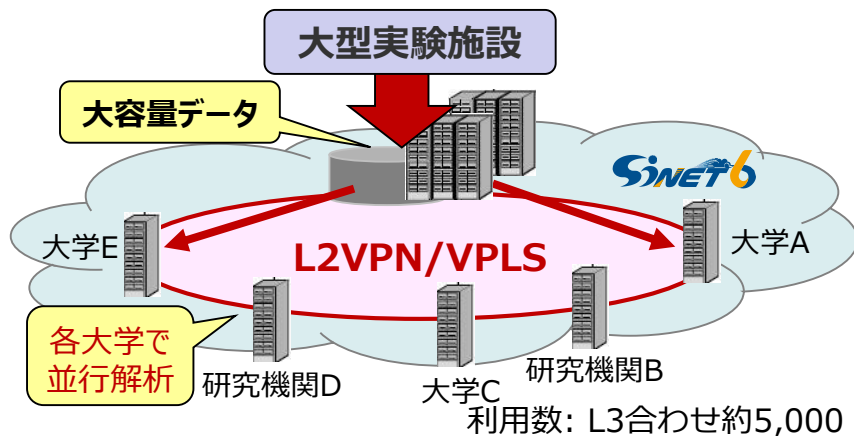 大型実験施設
大容量データ
SINET6
大学E
L2VPN/VPLS
大学A
各大学で
並行解析
研究機関D
大学C
研究機関B
利用数: L3合わせ約5,000